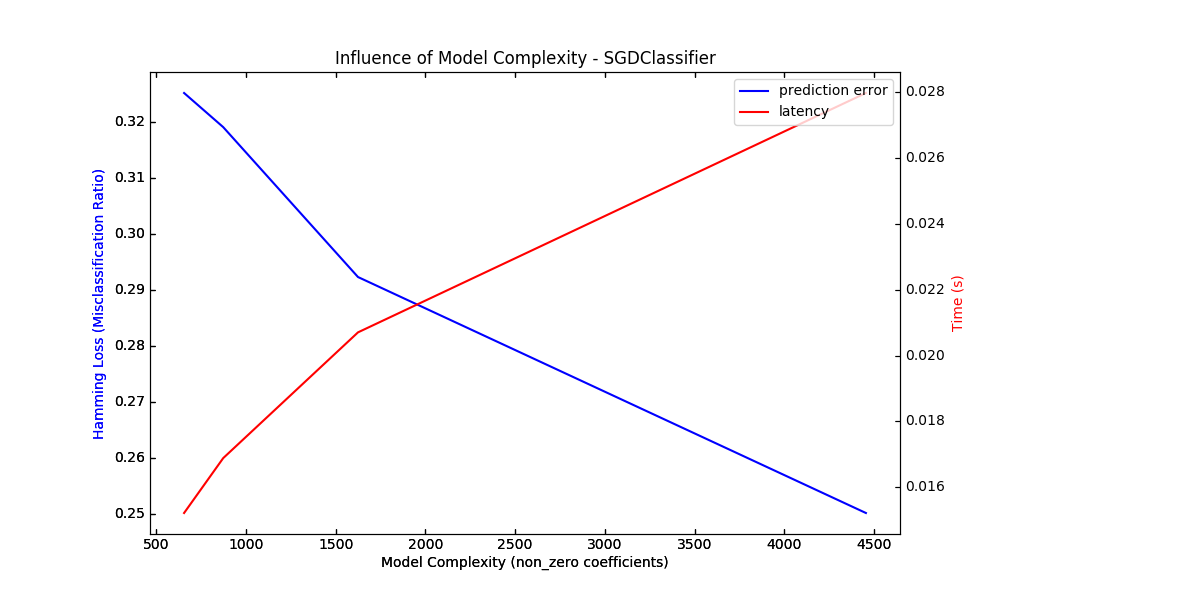 Influence of Model Complexity - SGDClassifier
prediction error
latency
0.32
0.31
0.30
0.29
0.28
0.27
0.26
0.25
Hamming Loss (Misclassification Ratio)
0.028
0.026
0.024
0.022
0.020
0.018
0.016
Time (s)
500 1000 1500 2000 2500 3000 3500 4000 4500
Model Complexity (non_zero coefficients)